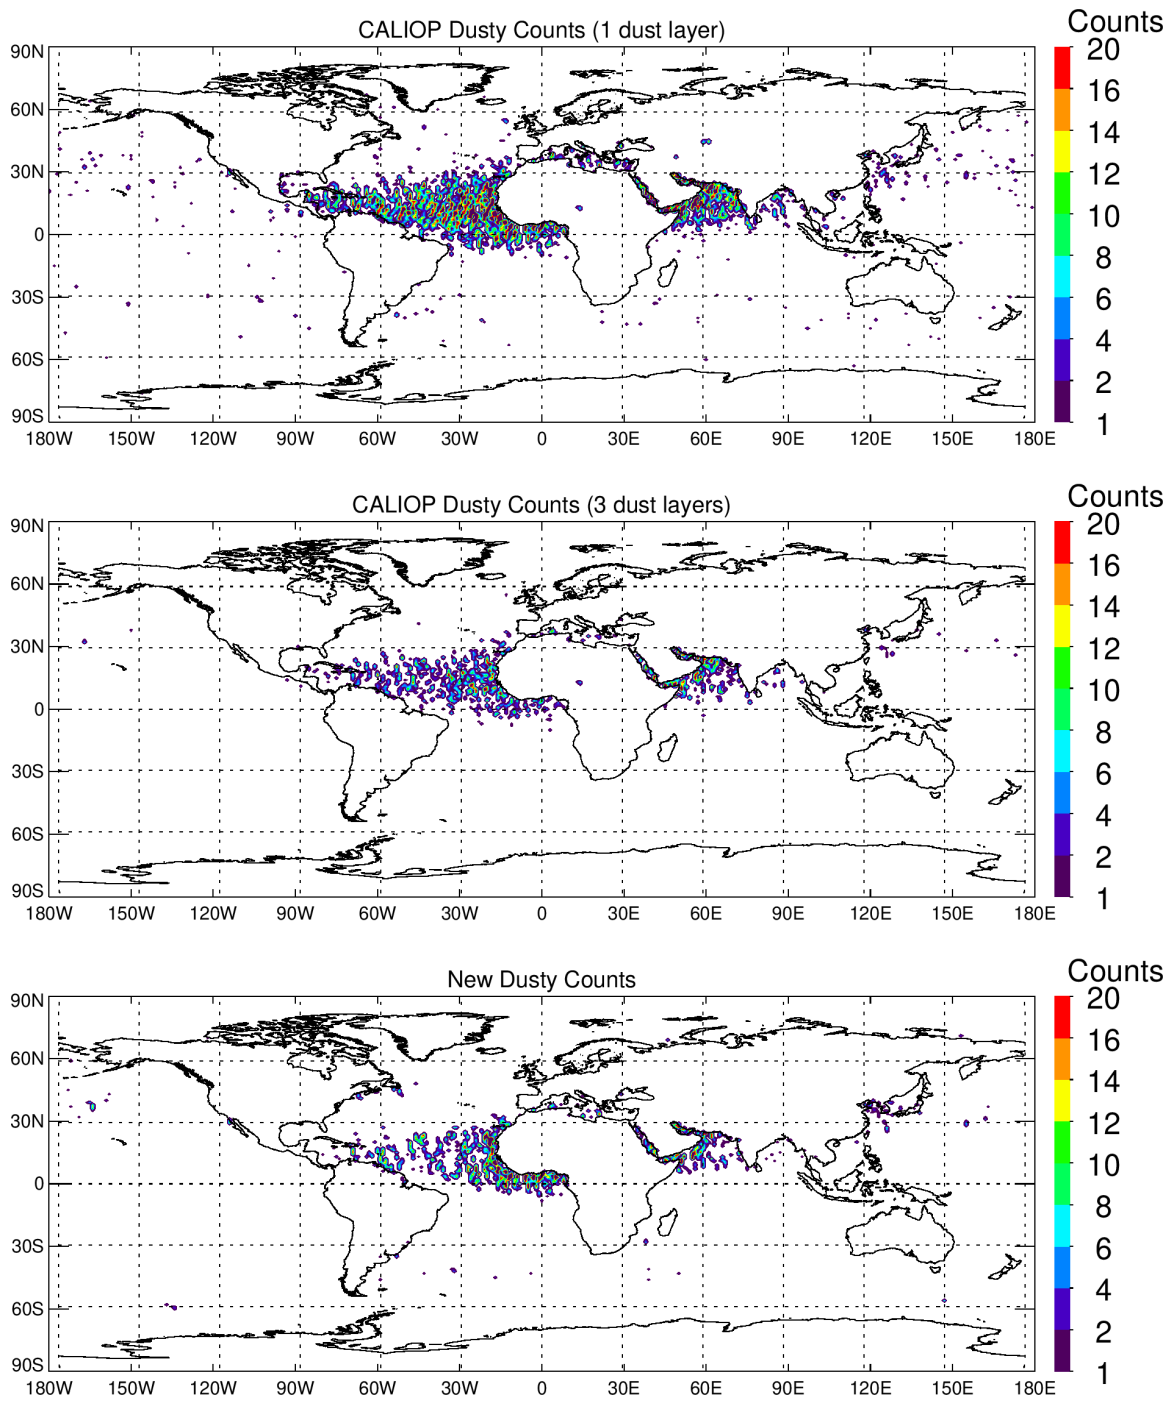 CALIOP Dusty Counts (1 dust layer)
Counts
90N
60N
30N
0
30S
60S
90S
180W 150W 120W 90W 60W 30W 0 30E 60E 90E 120E 150E 180E
20
16
14
12
10
8
6
4
2
1
CALIOP Dusty Counts (3 dust layers)
Counts
90N
60N
30N
0
30S
60S
90S
180W 150W 120W 90W 60W 30W 0 30E 60E 90E 120E 150E 180E
20
16
14
12
10
8
6
4
2
1
New Dusty Counts
Counts
90N
60N
30N
0
30S
60S
90S
180W 150W 120W 90W 60W 30W 0 30E 60E 90E 120E 150E 180E
20
16
14
12
10
8
6
4
2
1